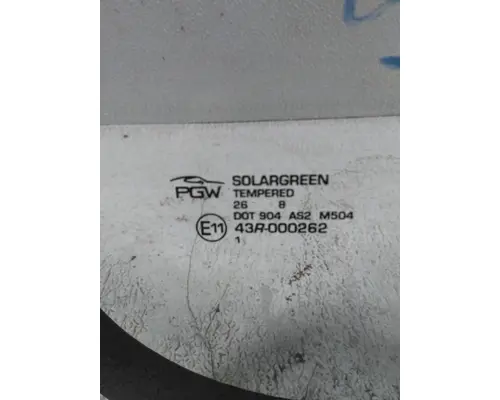 PGW SOLARGREEN
TEMPERED
26 8
DOT 904 AS2 M504
E11 43R-000262
1